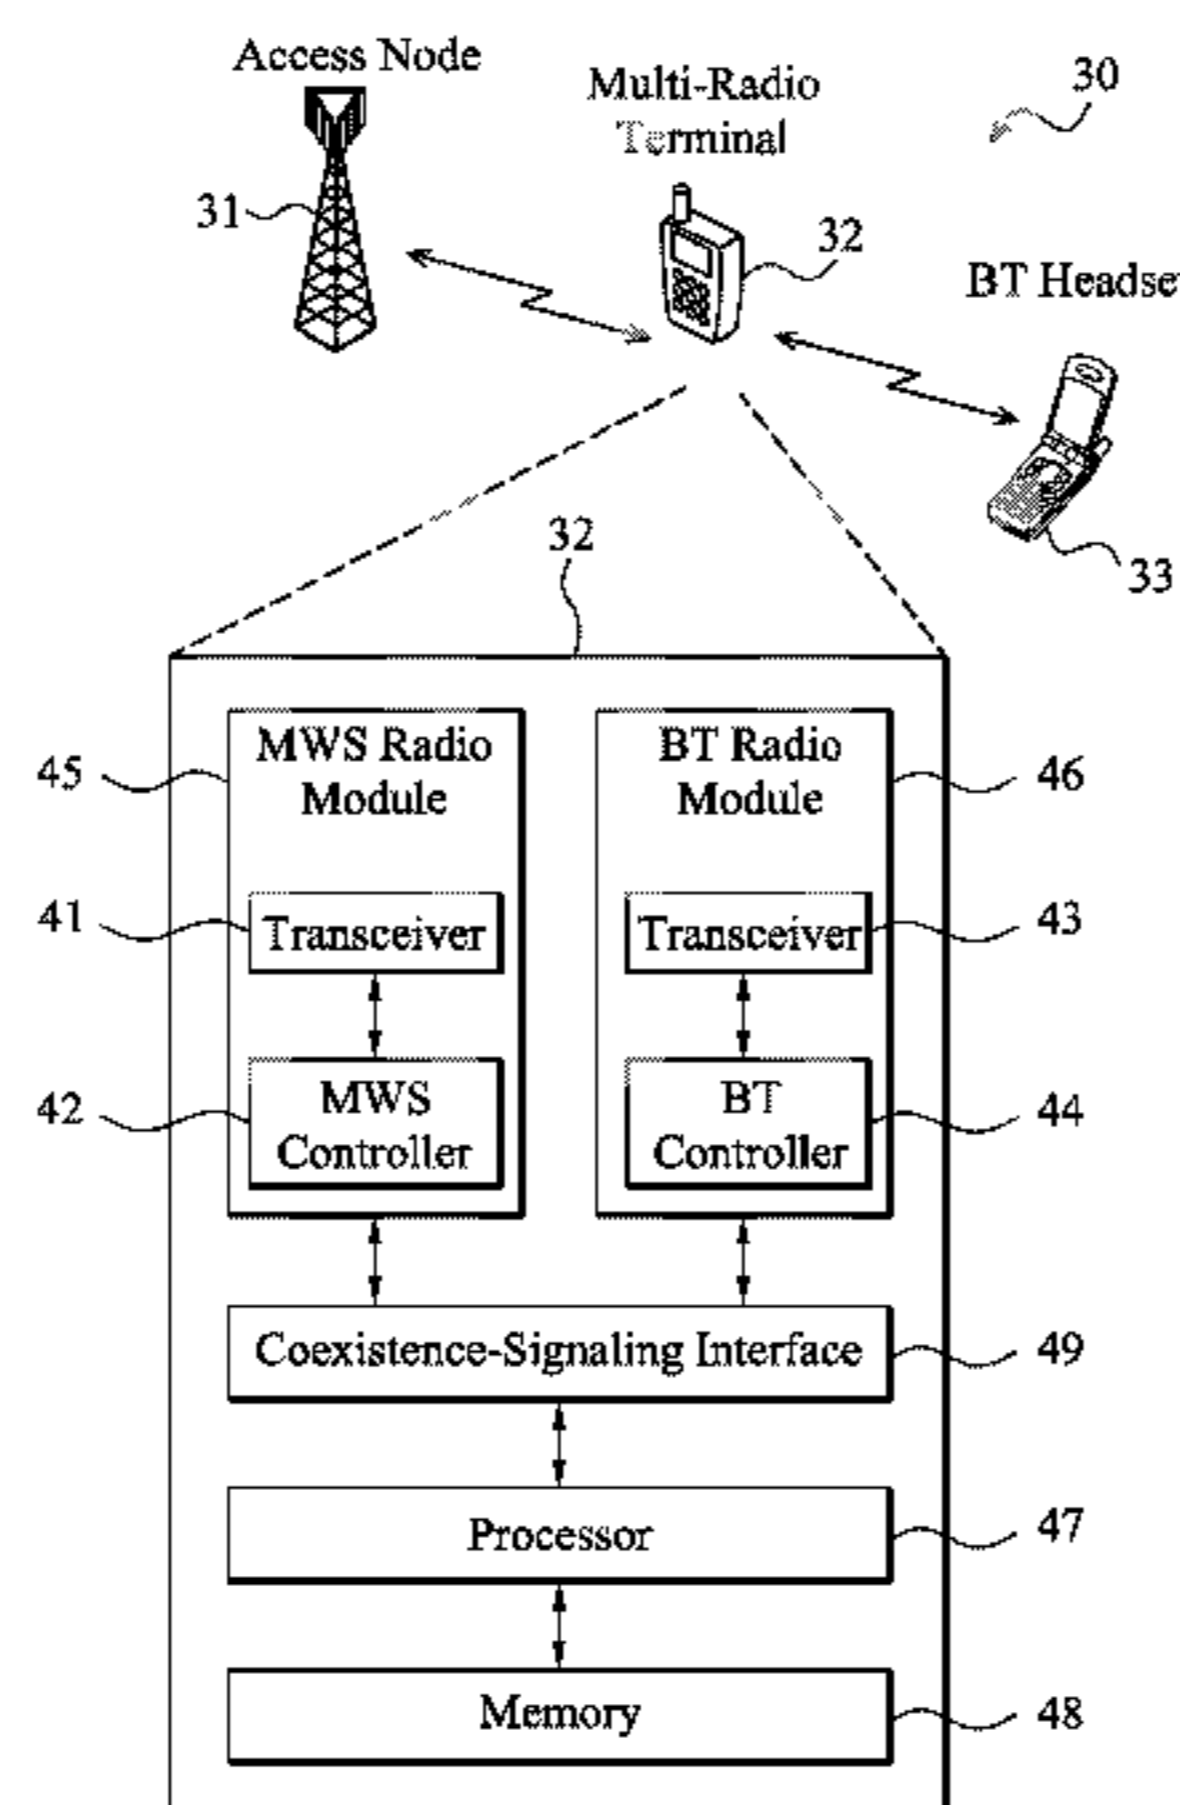 Access Node
Multi-Radio
Terminal
30
31
32
BT Headse
33
32
MWS Radio
Module
BT Radio
Module
45
46
41
Transceiver
Transceiver
43
42
MWS
Controller
BT
Controller
44
Coexistence-Signaling Interface
49
Processor
47
Memory
48